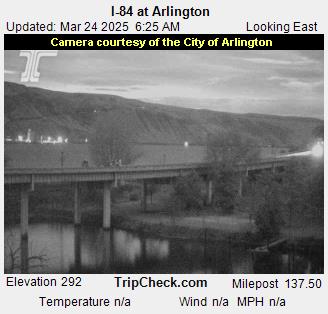 I-84 at Arlington
Updated: Mar 24 2025 6:25 AM Looking East
Camera courtesy of the City of Arlington
Elevation 292 TripCheck.com Milepost 137.50
Temperature n/a Wind n/a MPH n/a